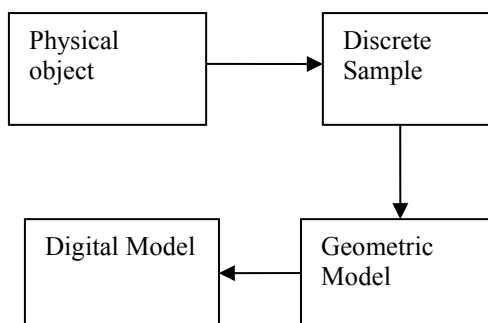 Physical
object
Discrete
Sample
Digital Model
Geometric
Model